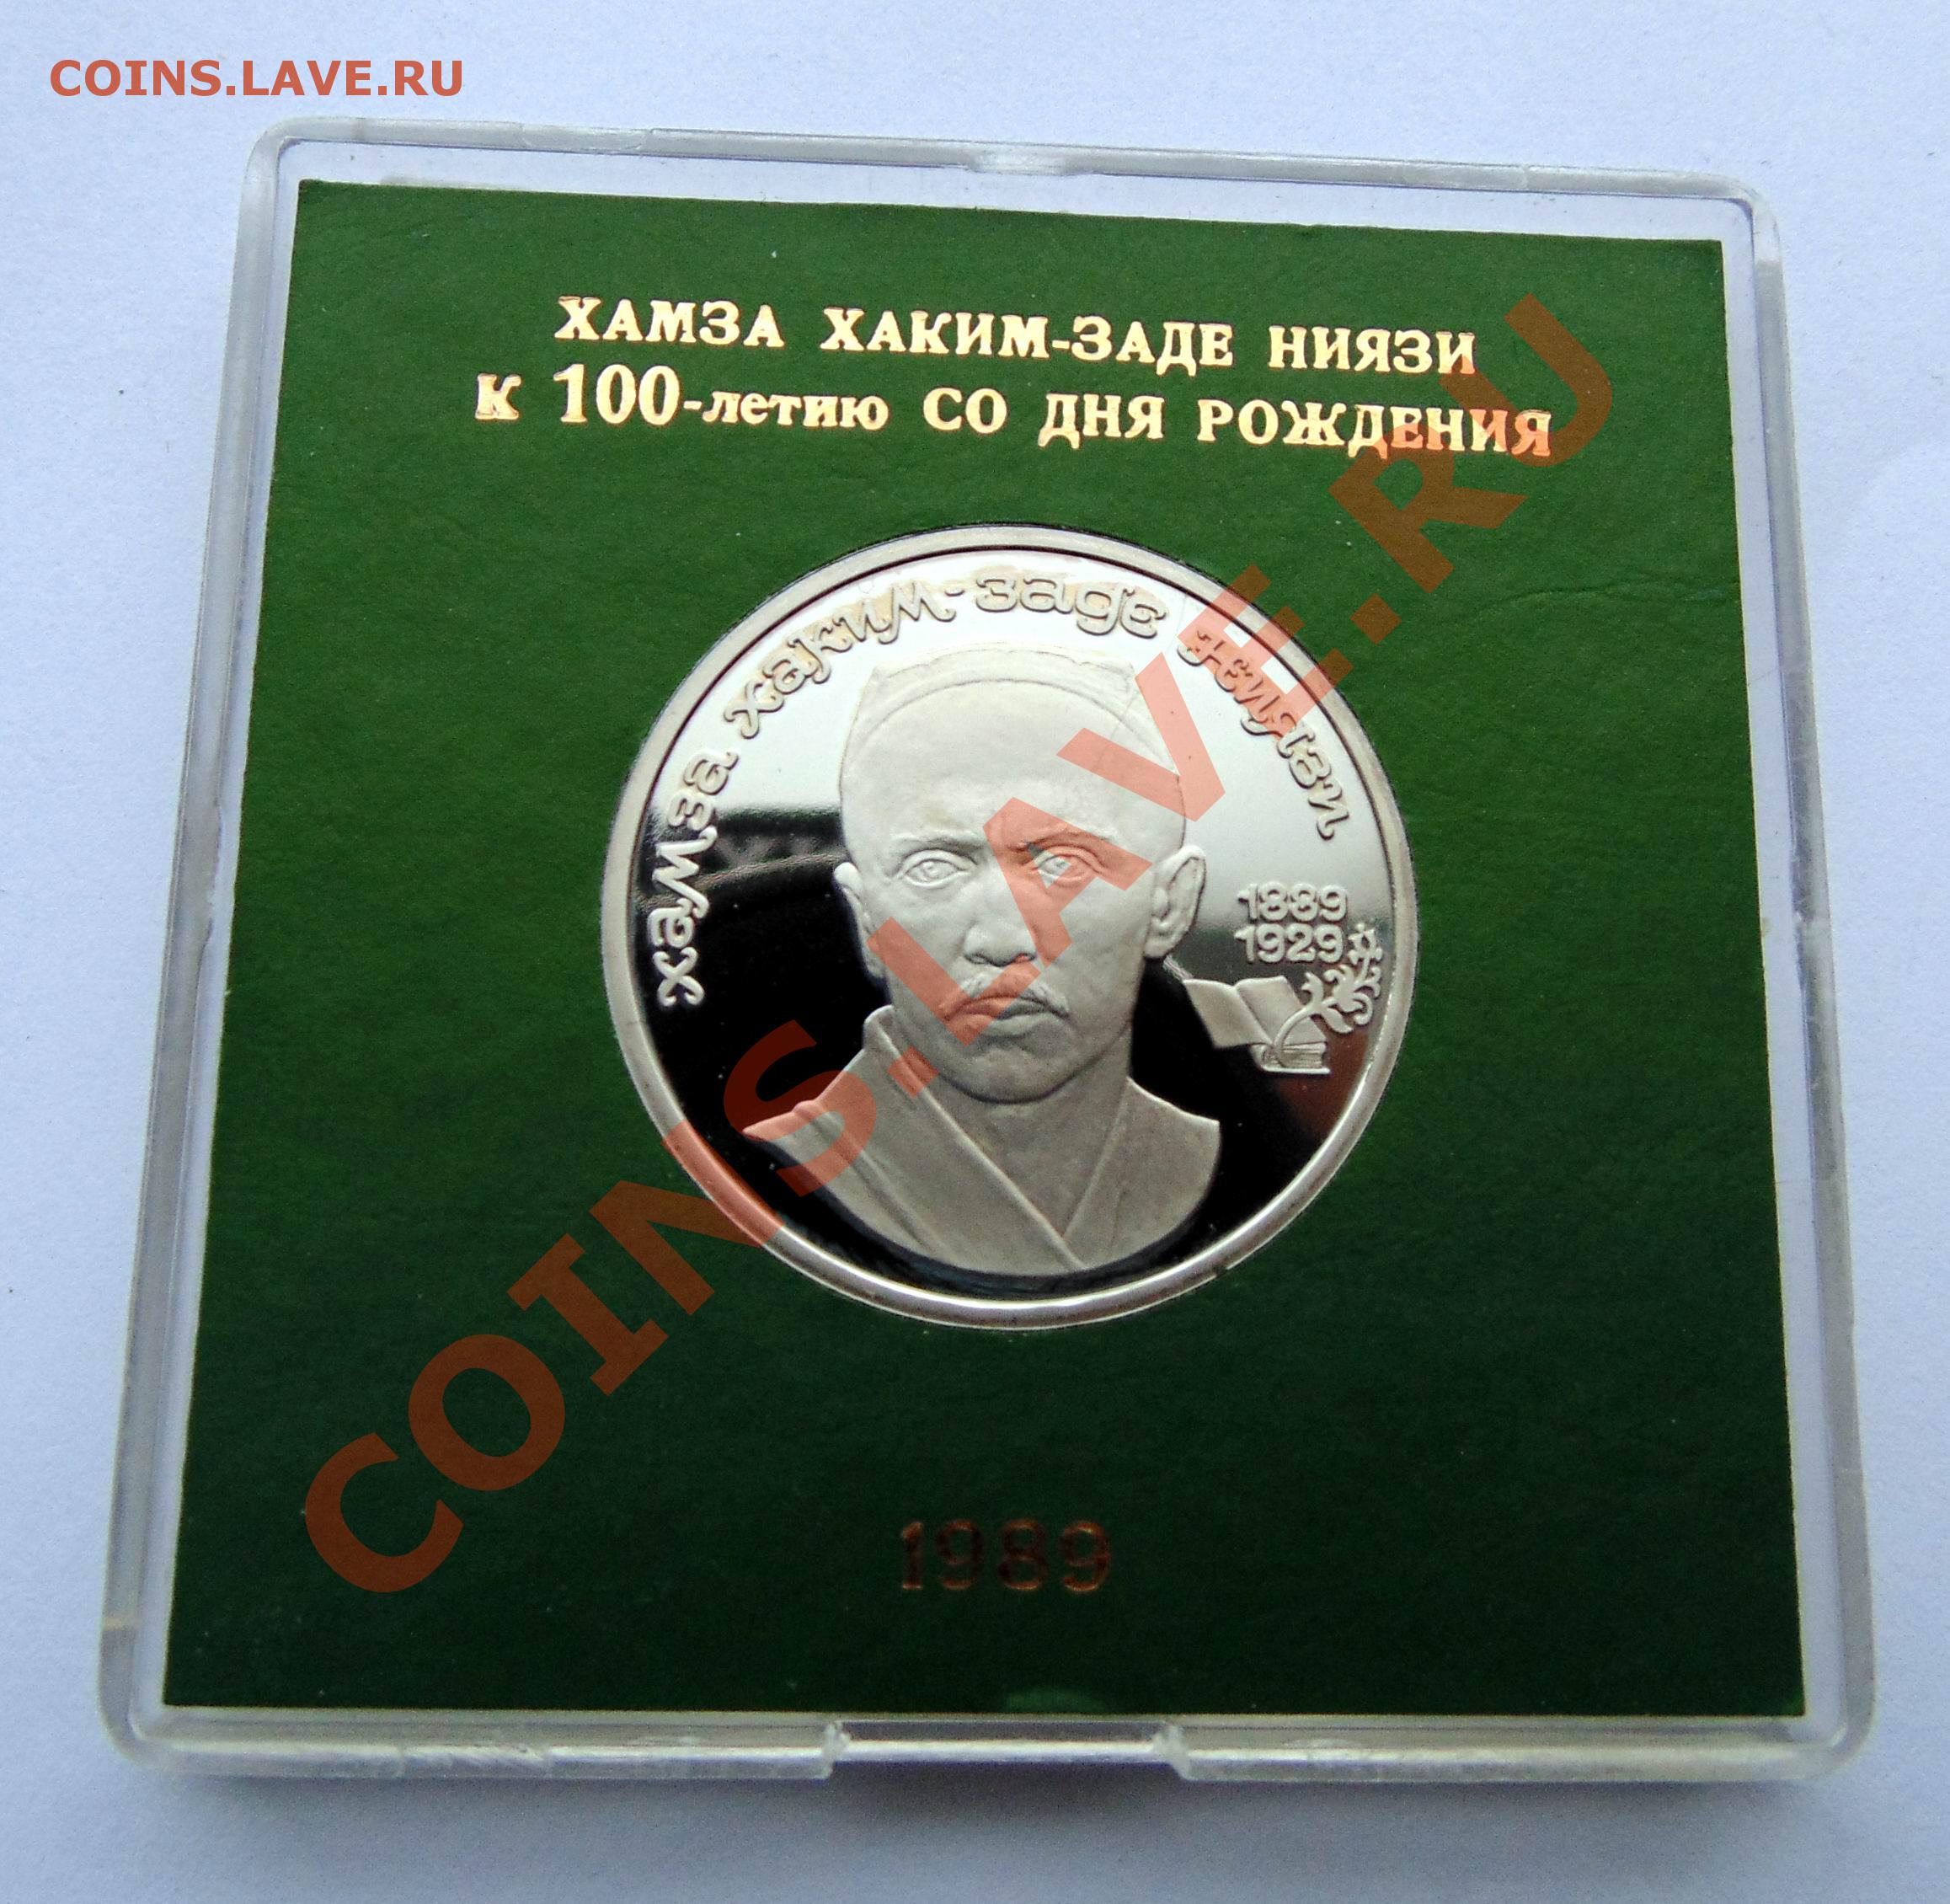 COINS.LAVE.RU
ХАМЗА ХАКИМ-ЗАДЕ НИЯЗИ
К 100-летию СО ДНЯ РОЖДЕНИЯ
хамза хаким-заде ниязи
1889
1929
1989
COINS.LAVE.RU